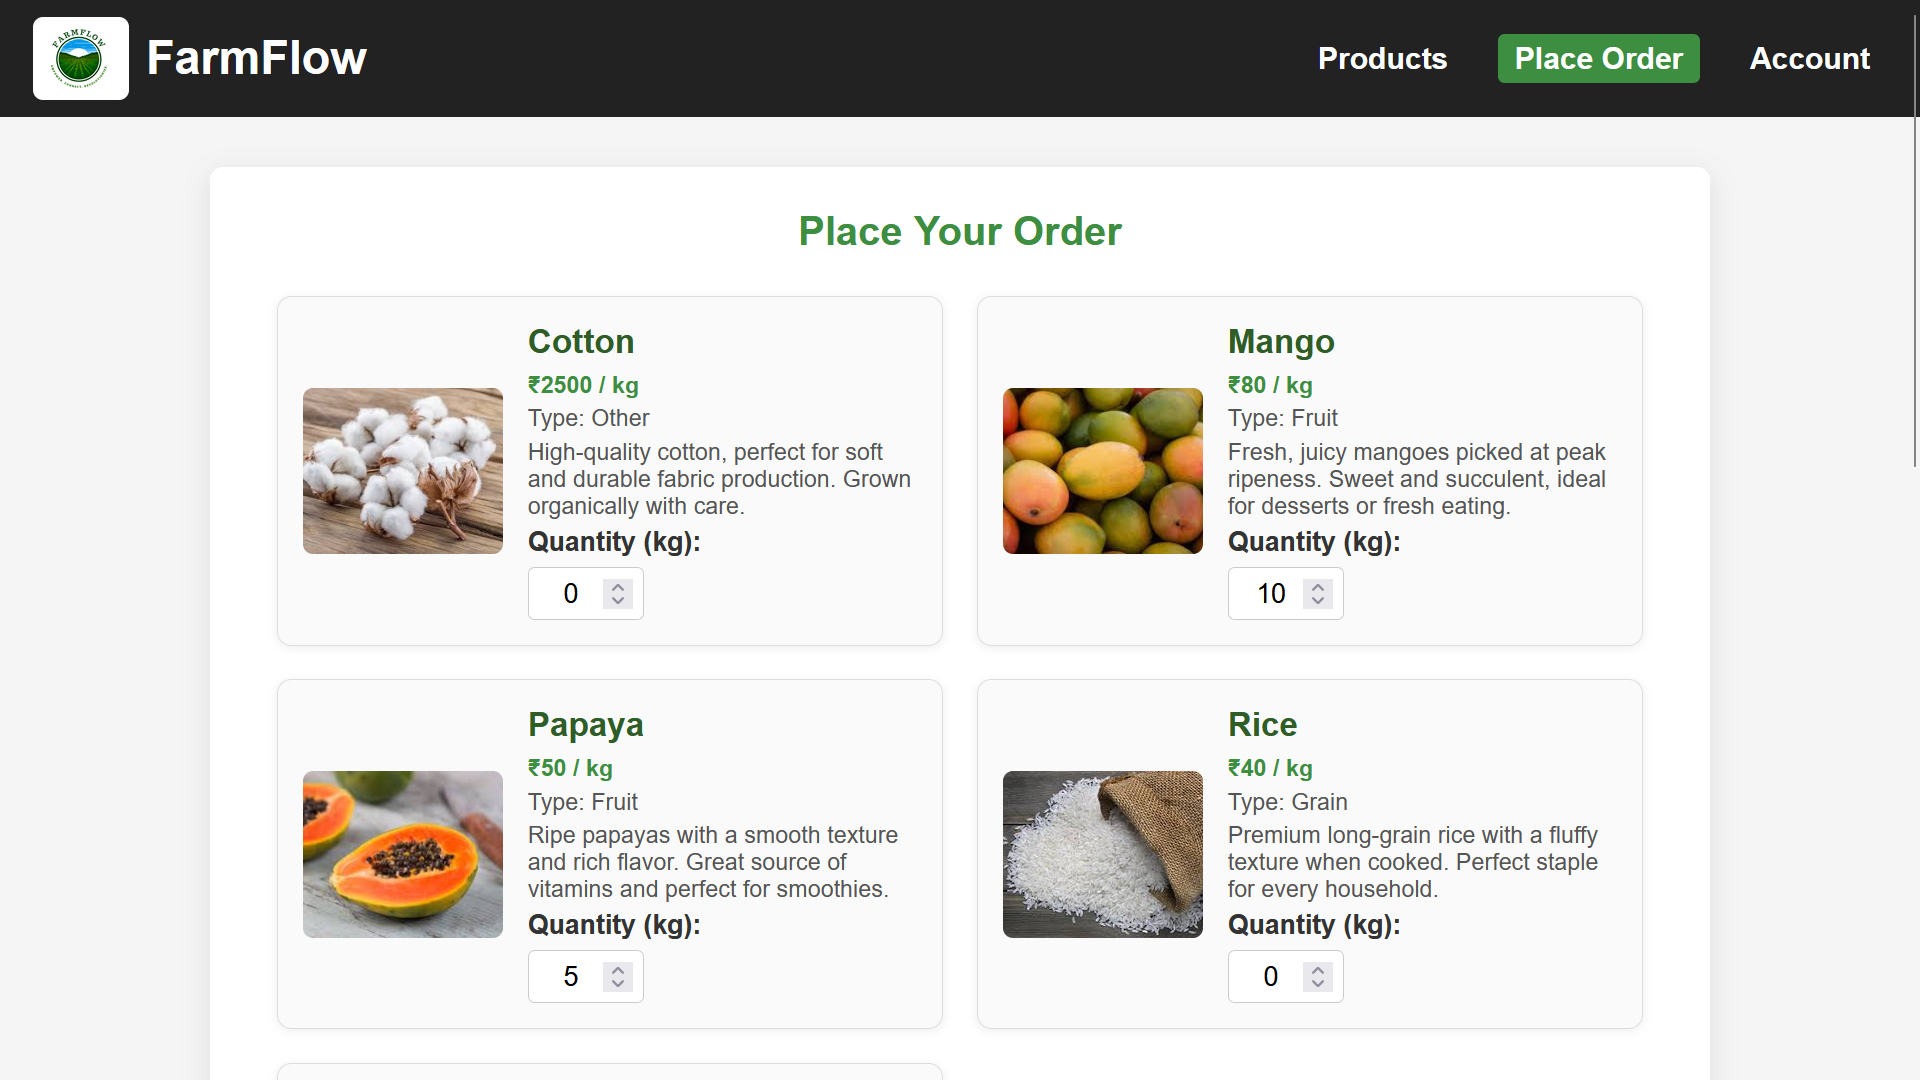 FARMFLOW
FarmFlow
Products
Place Order
Account
Place Your Order
Cotton
₹2500 / kg
Type: Other
High-quality cotton, perfect for soft
and durable fabric production. Grown
organically with care.
Quantity (kg):
0
Mango
₹80 / kg
Type: Fruit
Fresh, juicy mangoes picked at peak
ripeness. Sweet and succulent, ideal
for desserts or fresh eating.
Quantity (kg):
10
Papaya
₹50 / kg
Type: Fruit
Ripe papayas with a smooth texture
and rich flavor. Great source of
vitamins and perfect for smoothies.
Quantity (kg):
5
Rice
₹40 / kg
Type: Grain
Premium long-grain rice with a fluffy
texture when cooked. Perfect staple
for every household.
Quantity (kg):
0